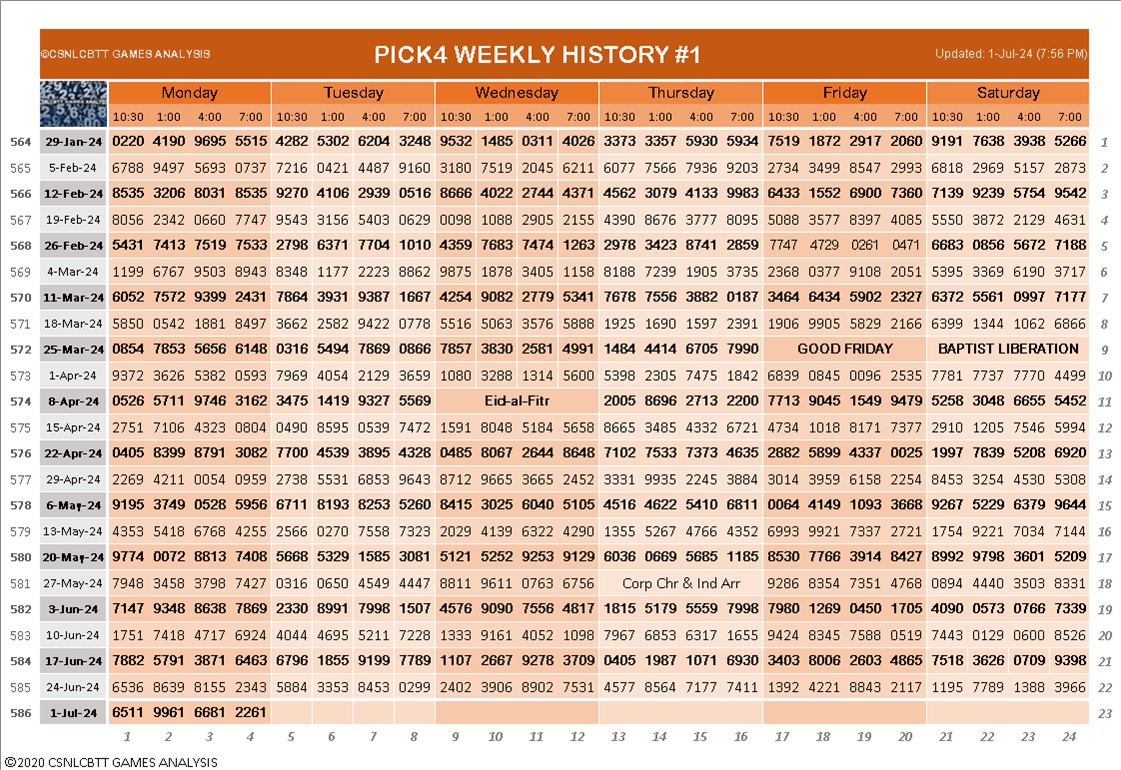 ©CSNLCBTT GAMES ANALYSIS PICK4 WEEKLY HISTORY #1 Updated: 1-Jul-24 (7:56 PM)
Monday Tuesday Wednesday Thursday Friday Saturday
10:30 1:00 4:00 7:00 10:30 1:00 4:00 7:00 10:30 1:00 4:00 7:00 10:30 1:00 4:00 7:00 10:30 1:00 4:00 7:00 10:30 1:00 4:00 7:00
564 29-Jan-24 0220 4190 9695 5515 4282 5302 6204 3248 9532 1485 0311 4026 3373 3357 5930 5934 7519 1872 2917 2060 9191 7638 3938 5266 1
565 5-Feb-24 6788 9497 5693 0737 7216 0421 4487 9160 3180 7519 2045 6211 6077 7566 7936 9203 2734 3499 8547 2993 6818 2969 5157 2873 2
566 12-Feb-24 8535 3206 8031 8535 9270 4106 2939 0516 8666 4022 2744 4371 4562 3079 4133 9983 6433 1552 6900 7360 7139 9239 5754 9542 3
567 19-Feb-24 8056 2342 0660 7747 9543 3156 5403 0629 0098 1088 2905 2155 4390 8676 3777 8095 5088 3577 8397 4085 5550 3872 2129 4631 4
568 26-Feb-24 5431 7413 7519 7533 2798 6371 7704 1010 4359 7683 7474 1263 2978 3423 8741 2859 7747 4729 0261 0471 6683 0856 5672 7188 5
569 4-Mar-24 1199 6767 9503 8943 8348 1177 2223 8862 9875 1878 3405 1158 8188 7239 1905 3735 2368 0377 9108 2051 5395 3369 6190 3717 6
570 11-Mar-24 6052 7572 9399 2431 7864 3931 9387 1667 4254 9082 2779 5341 7678 7556 3882 0187 3464 6434 5902 2327 6372 5561 0997 7177 7
571 18-Mar-24 5850 0542 1881 8497 3662 2582 9422 0778 5516 5063 3576 5888 1925 1690 1597 2391 1906 9905 5829 2166 6399 1344 1062 6866 8
572 25-Mar-24 0854 7853 5656 6148 0316 5494 7869 0866 7857 3830 2581 4991 1484 4414 6705 7990 GOOD FRIDAY BAPTIST LIBERATION 9
573 1-Apr-24 9372 3626 5382 0593 7969 4054 2129 3659 1080 3288 1314 5600 5398 2305 7475 1842 6839 0845 0096 2535 7781 7737 7770 4499 10
574 8-Apr-24 0526 5711 9746 3162 3475 1419 9327 5569 Eid-al-Fitr 2005 8696 2713 2200 7713 9045 1549 9479 5258 3048 6655 5452 11
575 15-Apr-24 2751 7106 4323 0804 0490 8595 0539 7472 1591 8048 5184 5658 8665 3485 4332 6721 4734 1018 8171 7377 2910 1205 7546 5994 12
576 22-Apr-24 0405 8399 8791 3082 7700 4539 3895 4328 0485 8067 2644 8648 7102 7533 7373 4635 2882 5899 4337 0025 1997 7839 5208 6920 13
577 29-Apr-24 2269 4211 0054 0959 2738 5531 6853 9643 8712 9665 3665 2452 3331 9935 2245 3884 3014 3959 6158 2254 8453 3254 4530 5308 14
578 6-May-24 9195 3749 0528 5956 6711 8193 8253 5260 8415 3025 6040 5105 4516 4622 5410 6811 0064 4149 1093 3668 9267 5229 6379 9644 15
579 13-May-24 4353 5418 6768 4255 2566 0270 7558 7323 2029 4139 6322 4290 1355 5267 4766 4352 6993 9921 7337 2721 1754 9221 7034 7144 16
580 20-May-24 9774 0072 8813 7408 5668 5329 1585 3081 5121 5252 9253 9129 6036 0669 5685 1185 8530 7766 3914 8427 8992 9798 3601 5209 17
581 27-May-24 7948 3458 3798 7427 0316 0650 4549 4447 8811 9611 0763 6756 Corp Chr & Ind Arr 9286 8354 7351 4768 0894 4440 3503 8331 18
582 3-Jun-24 7147 9348 8638 7869 2330 8991 7998 1507 4576 9090 7556 4817 1815 5179 5559 7998 7980 1269 0450 1705 4090 0573 0766 7339 19
583 10-Jun-24 1751 7418 4717 6924 4044 4695 5211 7228 1333 9161 4052 1098 7967 6853 6317 1655 9424 8345 7588 0519 7443 0129 0600 8526 20
584 17-Jun-24 7882 5791 3871 6463 6796 1855 9199 7789 1107 2667 9278 3709 0405 1987 1071 6930 3403 8006 2603 4865 7518 3626 0709 9398 21
585 24-Jun-24 6536 8639 8155 2343 5884 3353 8453 0299 2402 3906 8902 7531 4577 8564 7177 7411 1392 4221 8843 2117 1195 7789 1388 3966 22
586 1-Jul-24 6511 9961 6681 2261 23
1 2 3 4 5 6 7 8 9 10 11 12 13 14 15 16 17 18 19 20 21 22 23 24
©2020 CSNLCBTT GAMES ANALYSIS